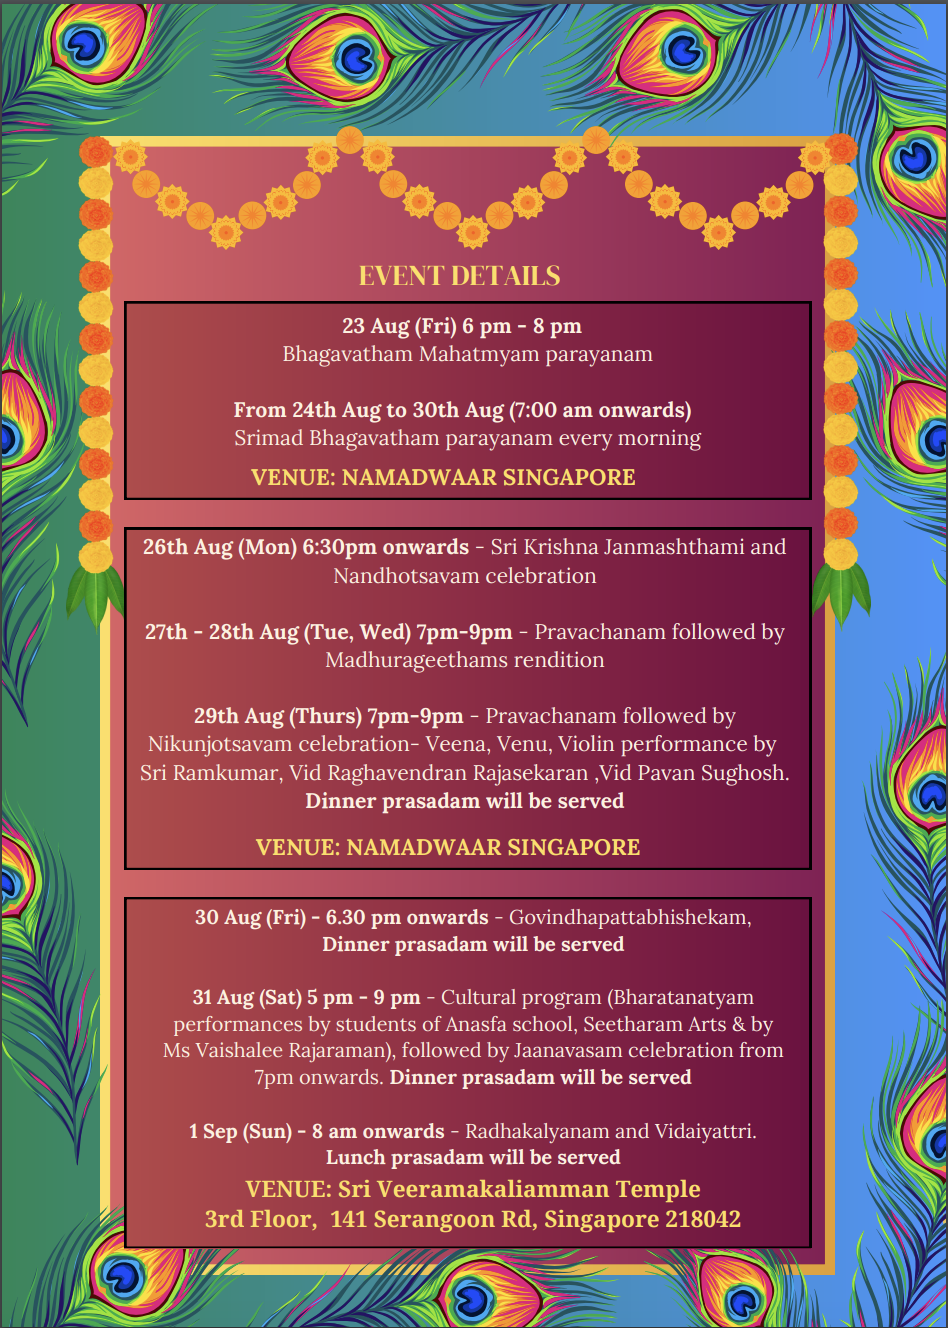 EVENT DETAILS
23 Aug (Fri) 6 pm - 8 pm
Bhagavatham Mahatmyam parayanam
From 24th Aug to 30th Aug (7:00 am onwards)
Srimad Bhagavatham parayanam every morning
VENUE: NAMADWAAR SINGAPORE
26th Aug (Mon) 6:30pm onwards - Sri Krishna Janmashthami and
Nandhotsavam celebration
27th - 28th Aug (Tue, Wed) 7pm-9pm - Pravachanam followed by
Madhurageethams rendition
29th Aug (Thurs) 7pm-9pm - Pravachanam followed by
Nikunjotsavam celebration- Veena, Venu, Violin performance by
Sri Ramkumar, Vid Raghavendran Rajasekaran ,Vid Pavan Sughosh.
Dinner prasadam will be served
VENUE: NAMADWAAR SINGAPORE
30 Aug (Fri) - 6.30 pm onwards - Govindhapattabhishekam,
Dinner prasadam will be served
31 Aug (Sat) 5 pm - 9 pm - Cultural program (Bharatanatyam
performances by students of Anasfa school, Seetharam Arts & by
Ms Vaishalee Rajaraman), followed by Jaanavasam celebration from
7pm onwards. Dinner prasadam will be served
1 Sep (Sun) - 8 am onwards - Radhakalyanam and Vidaiyattri.
Lunch prasadam will be served
VENUE: Sri Veeramakaliamman Temple
3rd Floor, 141 Serangoon Rd, Singapore 218042